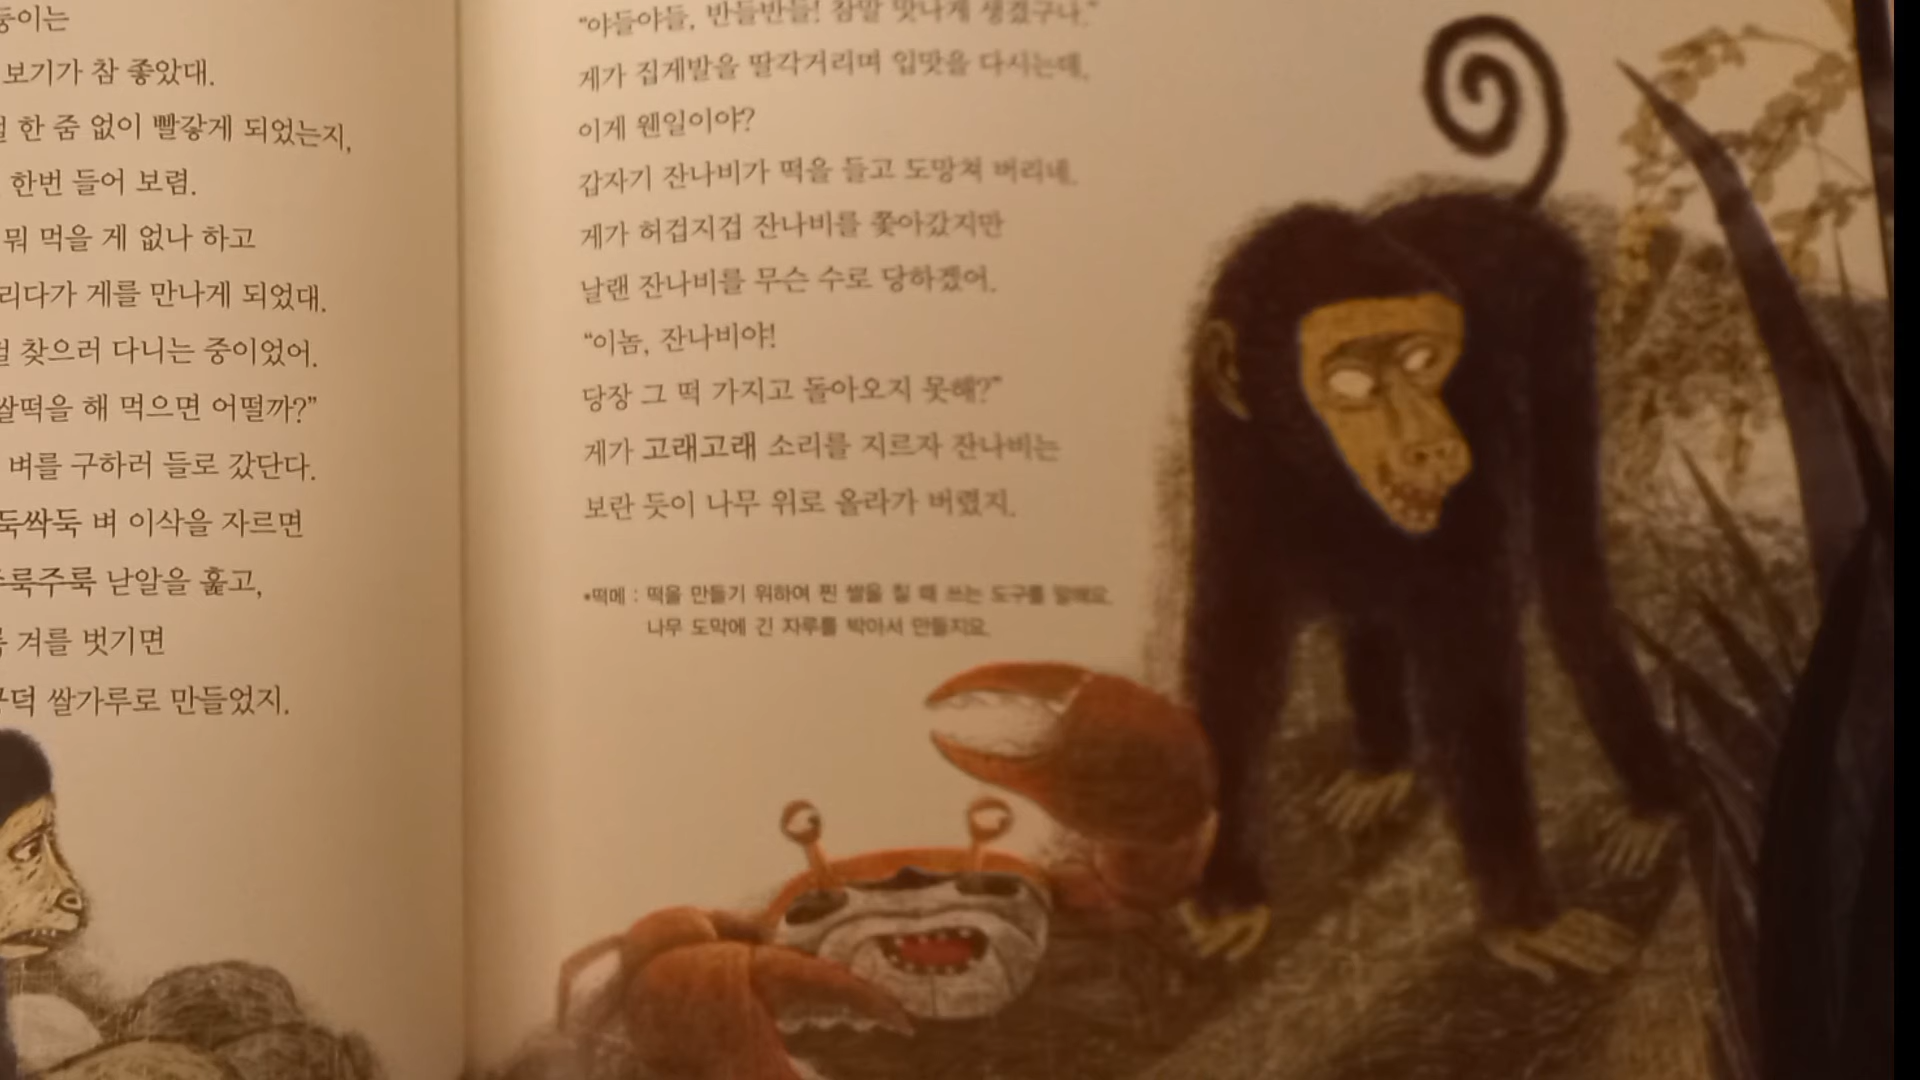 둥이는
보기가 참 좋았대.
한 줌 없이 빨갛게 되었는지,
한번 들어 보렴.
뭐 먹을 게 없나 하고
리다가 게를 만나게 되었대.
찾으러 다니는 중이었어.
쌀떡을 해 먹으면 어떨까?”
벼를 구하러 들로 갔단다.
둑싹둑 벼 이삭을 자르면
주룩주룩 낟알을 훑고,
겨를 벗기면
쌀가루로 만들었지.
“야들야들, 반들반들! 참말 맛나게 생겼구나.”
게가 집게발을 딸각거리며 입맛을 다시는데,
이게 웬일이야?
갑자기 잔나비가 떡을 들고 도망쳐 버리네.
게가 허겁지겁 잔나비를 쫓아갔지만
날랜 잔나비를 무슨 수로 당하겠어.
“이놈, 잔나비야!
당장 그 떡 가지고 돌아오지 못해?”
게가 고래고래 소리를 지르자 잔나비는
보란 듯이 나무 위로 올라가 버렸지.
*떡메 : 떡을 만들기 위하여 찐 쌀을 칠 때 쓰는 도구를 말해요.
나무 도막에 긴 자루를 박아서 만들지요.